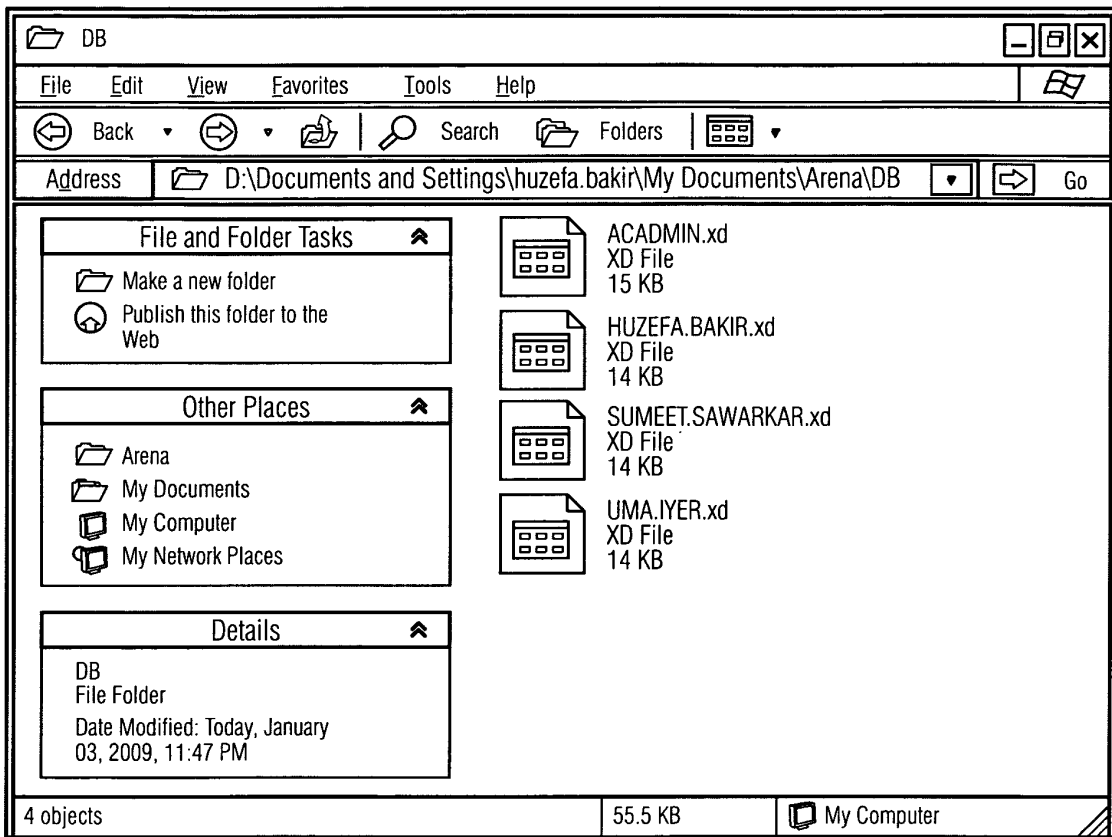 DB
File Edit View Favorites Tools Help
Back Search Folders
Address D:\Documents and Settings\huzefa.bakir\My Documents\Arena\DB Go
File and Folder Tasks
Make a new folder
Publish this folder to the
Web
Other Places
Arena
My Documents
My Computer
My Network Places
Details
DB
File Folder
Date Modified: Today, January
03, 2009, 11:47 PM
ACADMIN.xd
XD File
15 KB
HUZEFA.BAKIR.xd
XD File
14 KB
SUMEET.SAWARKAR.xd
XD File
14 KB
UMA.IYER.xd
XD File
14 KB
4 objects 55.5 KB My Computer